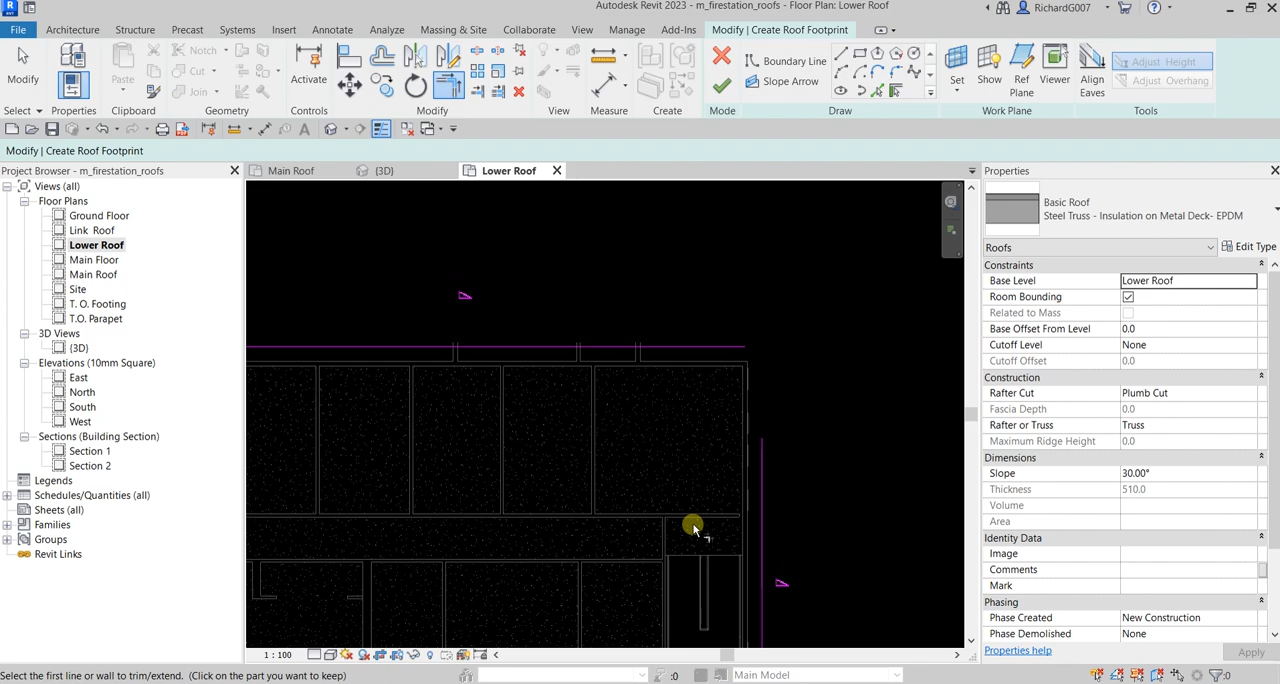 Autodesk Revit 2023 - m_firestation_roofs - Floor Plan: Lower Roof
RichardG007
File Architecture Structure Precast Systems Insert Annotate Analyze Massing & Site Collaborate View Manage Add-Ins Modify | Create Roof Footprint
Modify
Paste
Notch
Cut
Join
Activate
Boundary Line
Slope Arrow
Set
Show
Ref
Plane
Viewer
Align
Eaves
Adjust Height
Adjust Overhang
Select Properties Clipboard Geometry Controls Modify View Measure Create Mode Draw Work Plane Tools
Modify | Create Roof Footprint
Project Browser - m_firestation_roofs
Main Roof
{3D}
Lower Roof
Views (all)
Floor Plans
Ground Floor
Link Roof
Lower Roof
Main Floor
Main Roof
Site
T. O. Footing
T.O. Parapet
3D Views
{3D}
Elevations (10mm Square)
East
North
South
West
Sections (Building Section)
Section 1
Section 2
Legends
Schedules/Quantities (all)
Sheets (all)
Families
Groups
Revit Links
Properties
Basic Roof
Steel Truss - Insulation on Metal Deck- EPDM
Roofs
Edit Type
Constraints
Base Level Lower Roof
Room Bounding
Related to Mass
Base Offset From Level 0.0
Cutoff Level None
Cutoff Offset 0.0
Construction
Rafter Cut Plumb Cut
Fascia Depth 0.0
Rafter or Truss Truss
Maximum Ridge Height 0.0
Dimensions
Slope 30.00°
Thickness 510.0
Volume
Area
Identity Data
Image
Comments
Mark
Phasing
Phase Created New Construction
Phase Demolished None
Properties help
Apply
1 : 100
Select the first line or wall to trim/extend. (Click on the part you want to keep)
:0
Main Model
:0